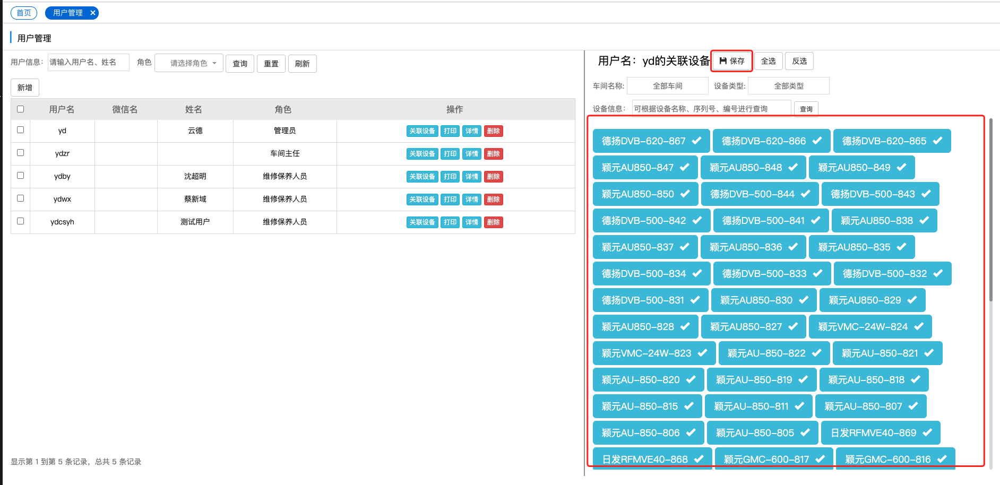 首页 用户管理 ×
用户管理
用户信息: 请输入用户名、姓名 角色 请选择角色 查询 重置 刷新
新增
用户名 微信名 姓名 角色 操作
yd 云德 管理员 关联设备 打印 详情 删除
ydzr 车间主任 关联设备 打印 详情 删除
ydby 沈超明 维修保养人员 关联设备 打印 详情 删除
ydwx 蔡新域 维修保养人员 关联设备 打印 详情 删除
ydcsyh 测试用户 维修保养人员 关联设备 打印 详情 删除
显示第 1 到第 5 条记录，总共 5 条记录
用户名：yd的关联设备 保存 全选 反选
车间名称: 全部车间 设备类型: 全部类型
设备信息: 可根据设备名称、序列号、编号进行查询 查询
德扬DVB-620-867 德扬DVB-620-866 德扬DVB-620-865
颖元AU850-847 颖元AU850-848 颖元AU850-849
颖元AU850-850 德扬DVB-500-844 德扬DVB-500-843
德扬DVB-500-842 德扬DVB-500-841 颖元AU850-838
颖元AU850-837 颖元AU850-836 颖元AU850-835
德扬DVB-500-834 德扬DVB-500-833 德扬DVB-500-832
德扬DVB-500-831 颖元AU850-830 颖元AU850-829
颖元AU850-828 颖元AU850-827 颖元VMC-24W-824
颖元VMC-24W-823 颖元AU-850-822 颖元AU-850-821
颖元AU-850-820 颖元AU-850-819 颖元AU-850-818
颖元AU-850-815 颖元AU-850-811 颖元AU-850-807
颖元AU-850-806 颖元AU-850-805 日发RFMVE40-869
日发RFMVE40-868 颖元GMC-600-817 颖元GMC-600-816